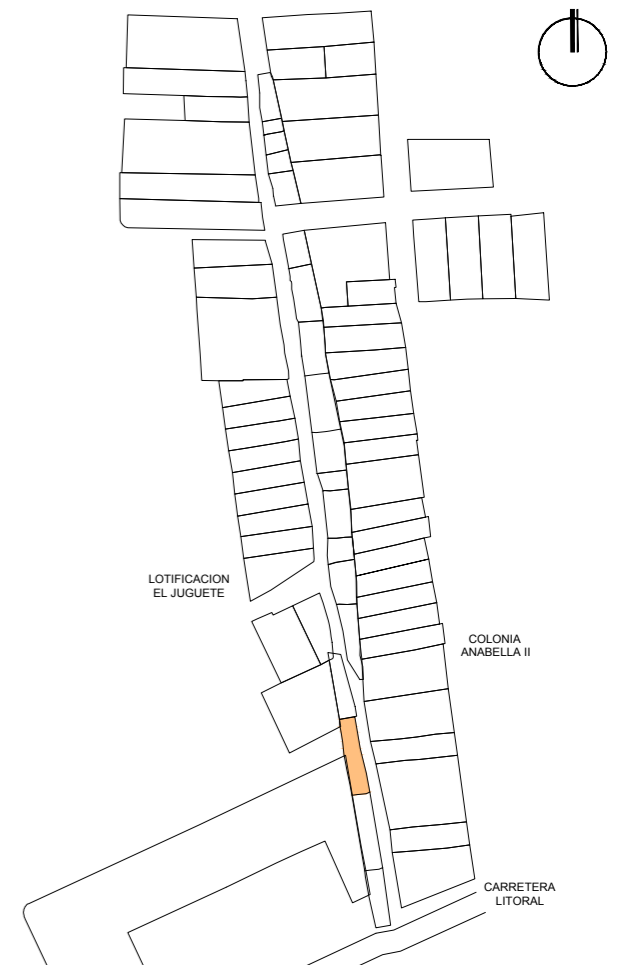 LOTIFICACION
EL JUGUETE
COLONIA
ANABELLA II
CARRETERA
LITORAL